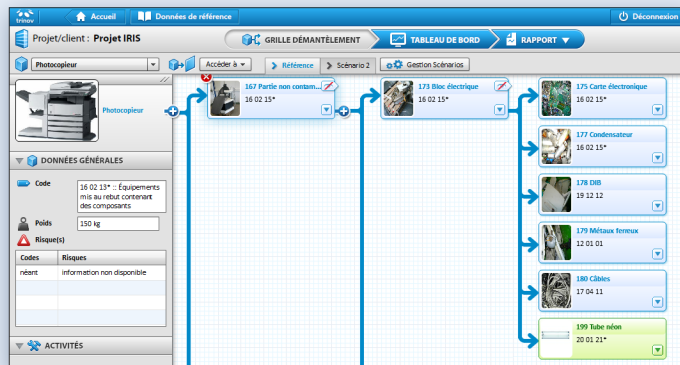 trinov
Accueil
Données de référence
Déconnexion
Projet/client : Projet IRIS
GRILLE DÉMANTÈLEMENT
TABLEAU DE BORD
RAPPORT
Photocopieur
Accéder à
Référence
Scénario 2
Gestion Scénarios
Photocopieur
167 Partie non contam...
16 02 15*
173 Bloc électrique
16 02 15*
175 Carte électronique
16 02 15*
177 Condensateur
16 02 15*
178 DIB
19 12 12
179 Métaux ferreux
12 01 01
180 Câbles
17 04 11
199 Tube néon
20 01 21*
DONNÉES GÉNÉRALES
Code
16 02 13* :: Équipements
mis au rebut contenant
des composants
Poids
150 kg
Risque(s)
Codes Risques
néant information non disponible
ACTIVITÉS